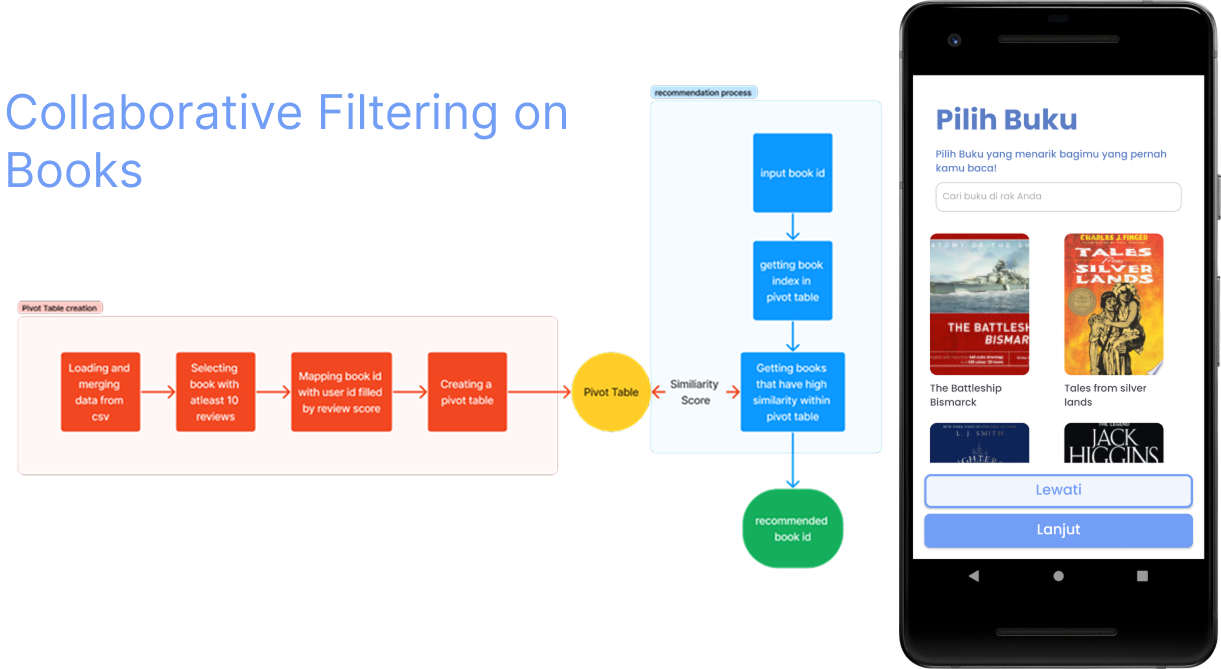 Collaborative Filtering on
Books
Pivot Table creation
Loading and
merging
data from
csv
Selecting
book with
atleast 10
reviews
Mapping book id
with user id filled
by review score
Creating a
pivot table
Pivot Table
Similiarity
Score
recommendation process
input book id
getting book
index in
pivot table
Getting books
that have high
similarity within
pivot table
recommended
book id
Pilih Buku
Pilih Buku yang menarik bagimu yang pernah
kamu baca!
Cari buku di rak Anda
THE BATTLESH
BISMAR
The Battleship
Bismarck
CHARLES J. FINGER
TALES
from
SILVER
LANDS
Tales from silver
lands
L. J. SMITH
THE LEGEND
JACK
HIGGINS
Lewati
Lanjut